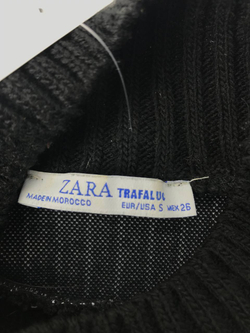 ZARA TRAFALUC
MADE IN MOROCCO EUR/USA S MEX 26